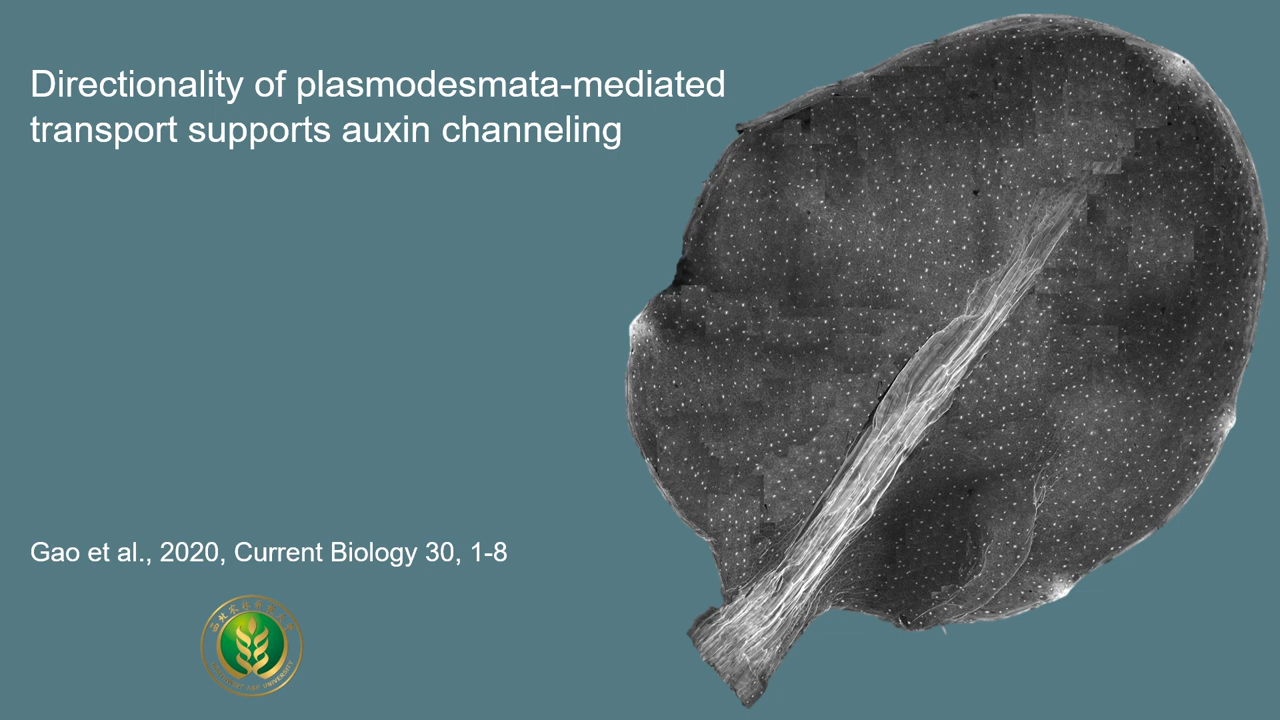 Directionality of plasmodesmata-mediated
transport supports auxin channeling
Gao et al., 2020, Current Biology 30, 1-8